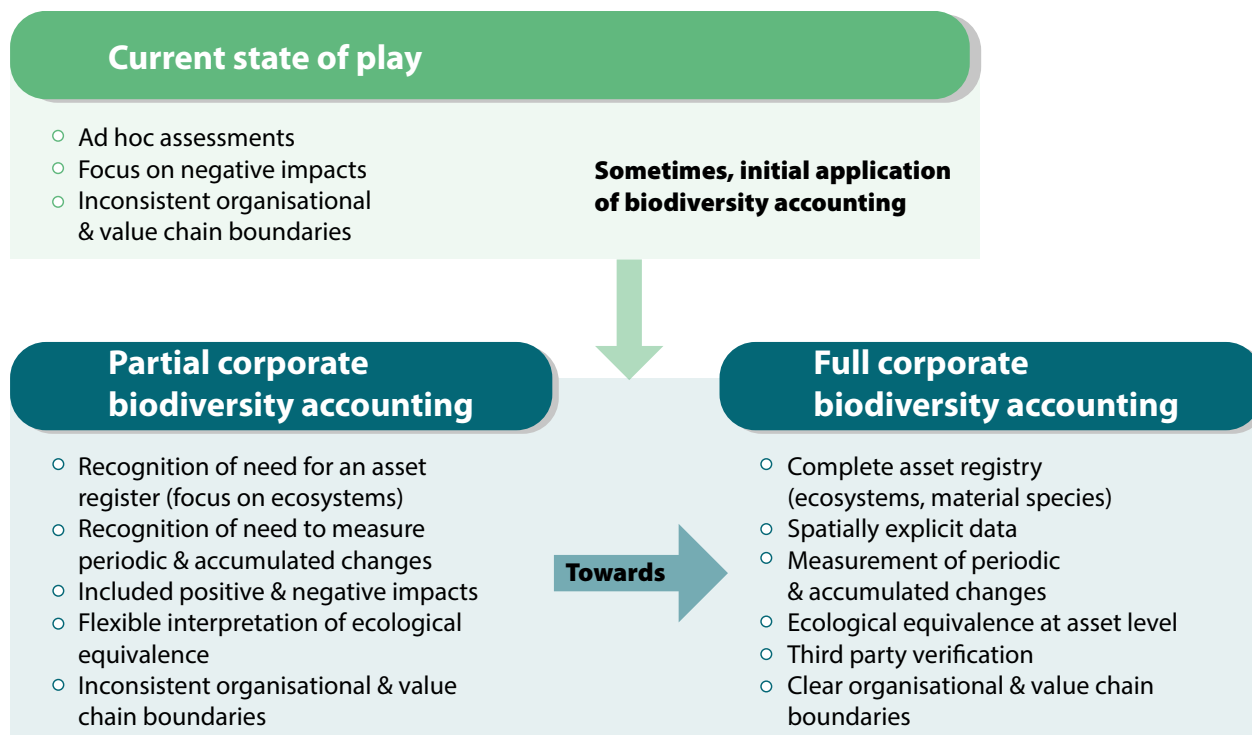 Current state of play
Ad hoc assessments
Focus on negative impacts
Inconsistent organisational
& value chain boundaries
Sometimes, initial application
of biodiversity accounting
Partial corporate
biodiversity accounting
Recognition of need for an asset
register (focus on ecosystems)
Recognition of need to measure
periodic & accumulated changes
Included positive & negative impacts
Flexible interpretation of ecological
equivalence
Inconsistent organisational & value
chain boundaries
Towards
Full corporate
biodiversity accounting
Complete asset registry
(ecosystems, material species)
Spatially explicit data
Measurement of periodic
& accumulated changes
Ecological equivalence at asset level
Third party verification
Clear organisational & value chain
boundaries